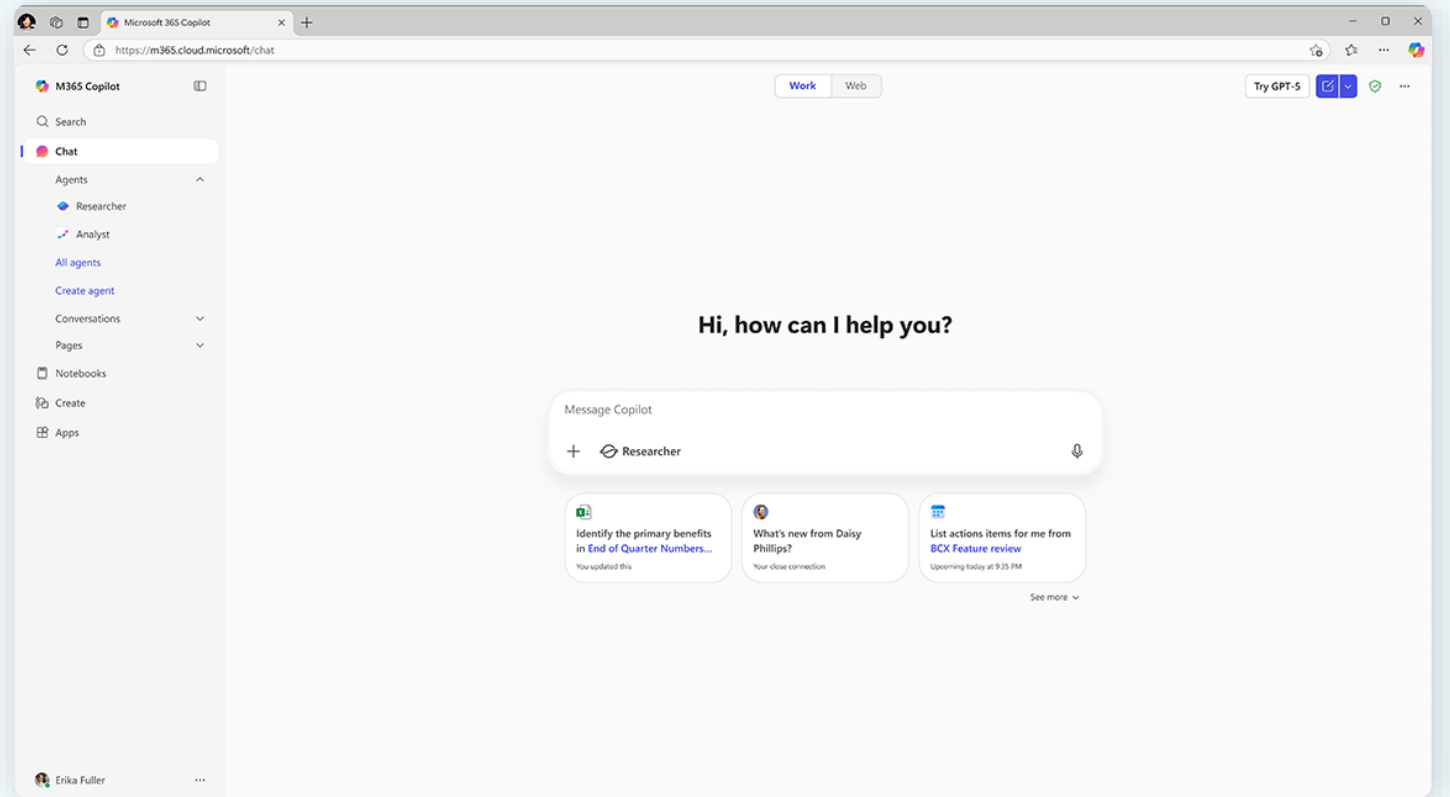 Microsoft 365 Copilot
https://m365.cloud.microsoft/chat
M365 Copilot
Work Web
Try GPT-5
Search
Chat
Agents
Researcher
Analyst
All agents
Create agent
Conversations
Pages
Notebooks
Create
Apps
Hi, how can I help you?
Message Copilot
Researcher
Identify the primary benefits
in End of Quarter Numbers...
You updated this
What's new from Daisy
Phillips?
Your close connection
List actions items for me from
BCX Feature review
Upcoming today at 9:35 PM
See more
Erika Fuller